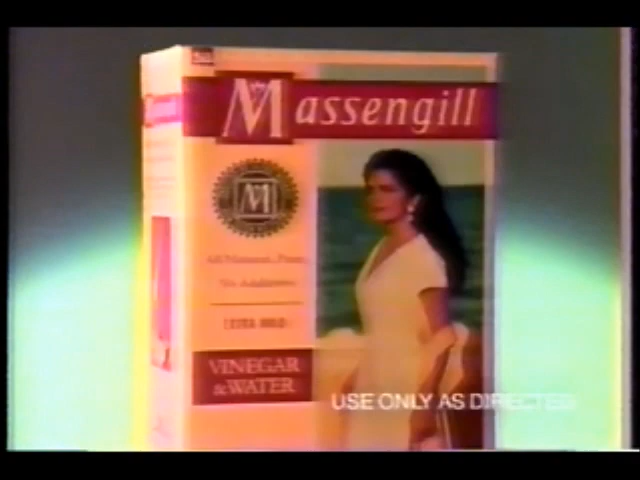 Massengill
M
All Natural, Pure
No Additives
EXTRA MILD
VINEGAR
& WATER
USE ONLY AS DIRECTED